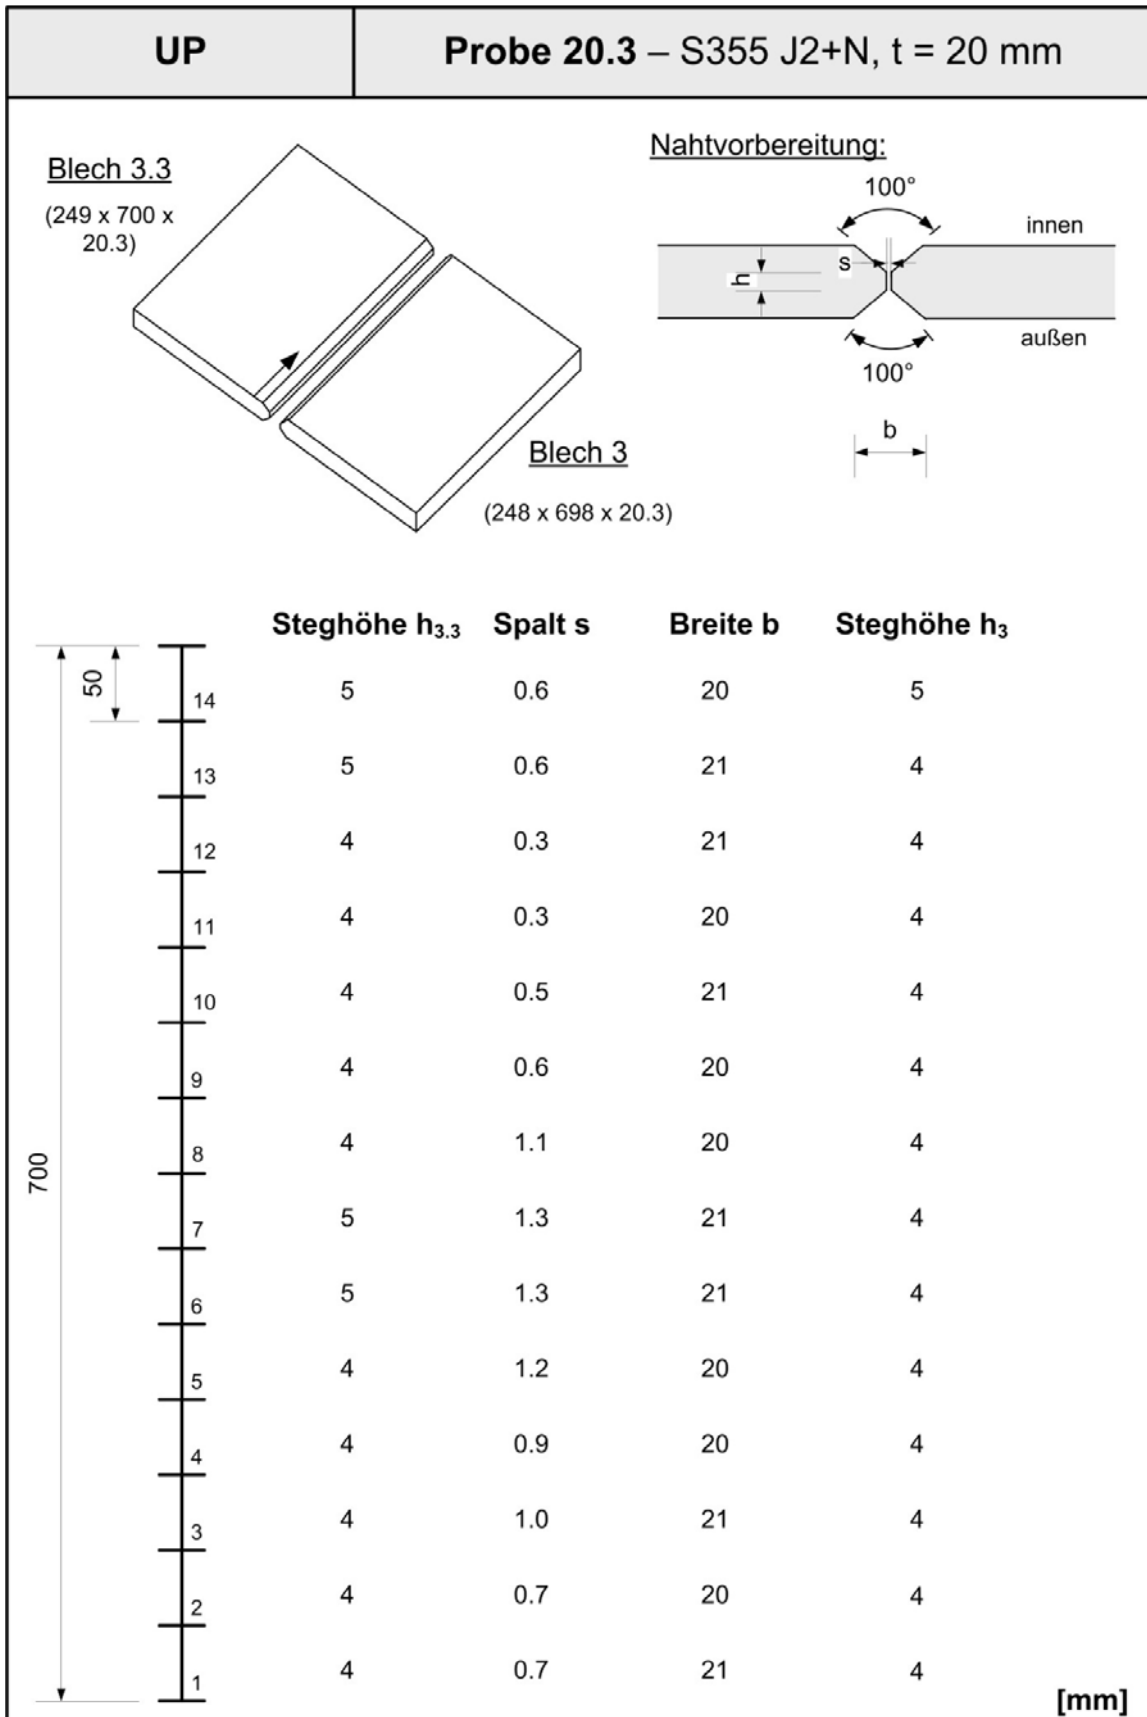 UP
Probe 20.3 – S355 J2+N, t = 20 mm
Blech 3.3
(249 x 700 x
20.3)
Blech 3
(248 x 698 x 20.3)
Nahtvorbereitung:
100°
innen
s
h
außen
100°
b
Steghöhe h3.3 Spalt s Breite b Steghöhe h3
50
700
14 5 0.6 20 5
13 5 0.6 21 4
12 4 0.3 21 4
11 4 0.3 20 4
10 4 0.5 21 4
9 4 0.6 20 4
8 4 1.1 20 4
7 5 1.3 21 4
6 5 1.3 21 4
5 4 1.2 20 4
4 4 0.9 20 4
3 4 1.0 21 4
2 4 0.7 20 4
1 4 0.7 21 4
[mm]